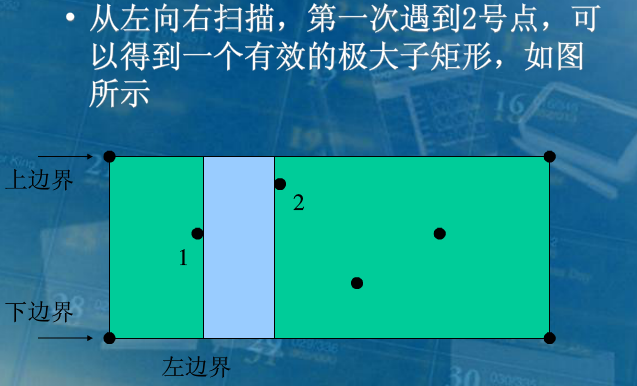 • 从左向右扫描，第一次遇到2号点，可
以得到一个有效的极大子矩形，如图
所示
上边界
2
1
下边界
左边界